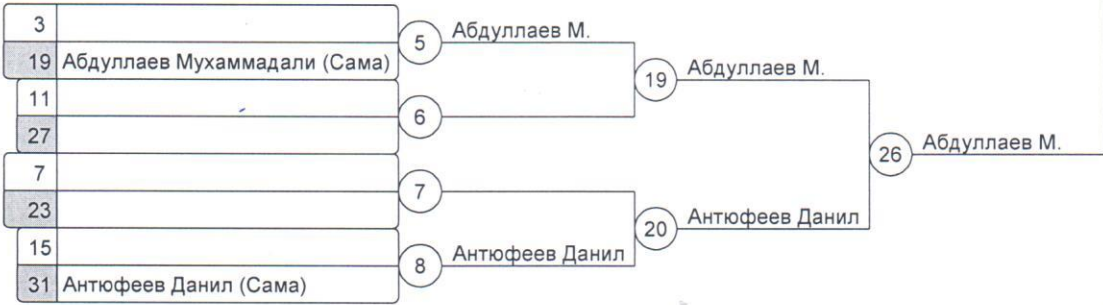 3
19 Абдуллаев Мухаммадали (Сама)
11
27
7
23
15
31 Антюфеев Данил (Сама)
5 Абдуллаев М.
6
7
8 Антюфеев Данил
19 Абдуллаев М.
20 Антюфеев Данил
26 Абдуллаев М.